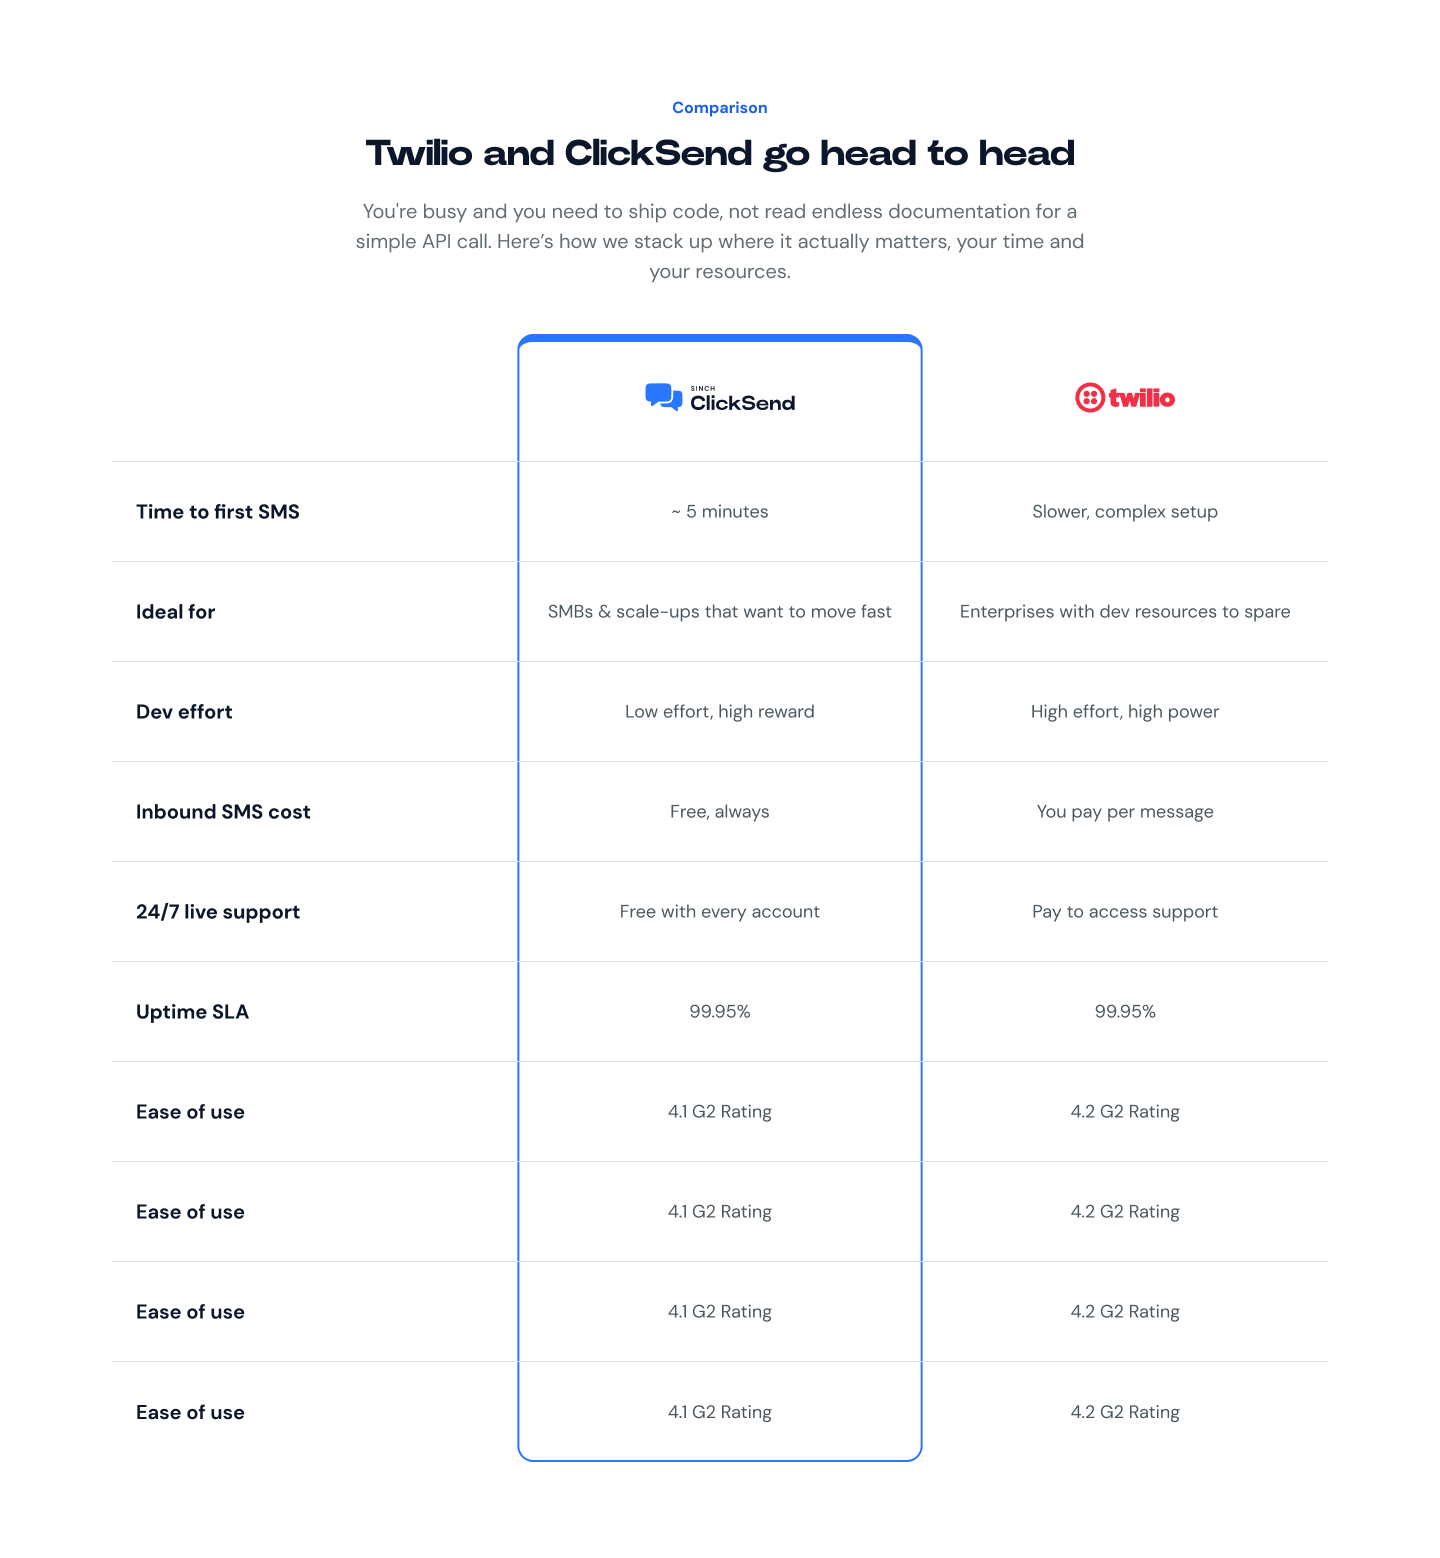 Comparison
Twilio and ClickSend go head to head
You're busy and you need to ship code, not read endless documentation for a
simple API call. Here’s how we stack up where it actually matters, your time and
your resources.
SINCH
ClickSend
twilio
Time to first SMS
~ 5 minutes
Slower, complex setup
Ideal for
SMBs & scale-ups that want to move fast
Enterprises with dev resources to spare
Dev effort
Low effort, high reward
High effort, high power
Inbound SMS cost
Free, always
You pay per message
24/7 live support
Free with every account
Pay to access support
Uptime SLA
99.95%
99.95%
Ease of use
4.1 G2 Rating
4.2 G2 Rating
Ease of use
4.1 G2 Rating
4.2 G2 Rating
Ease of use
4.1 G2 Rating
4.2 G2 Rating
Ease of use
4.1 G2 Rating
4.2 G2 Rating